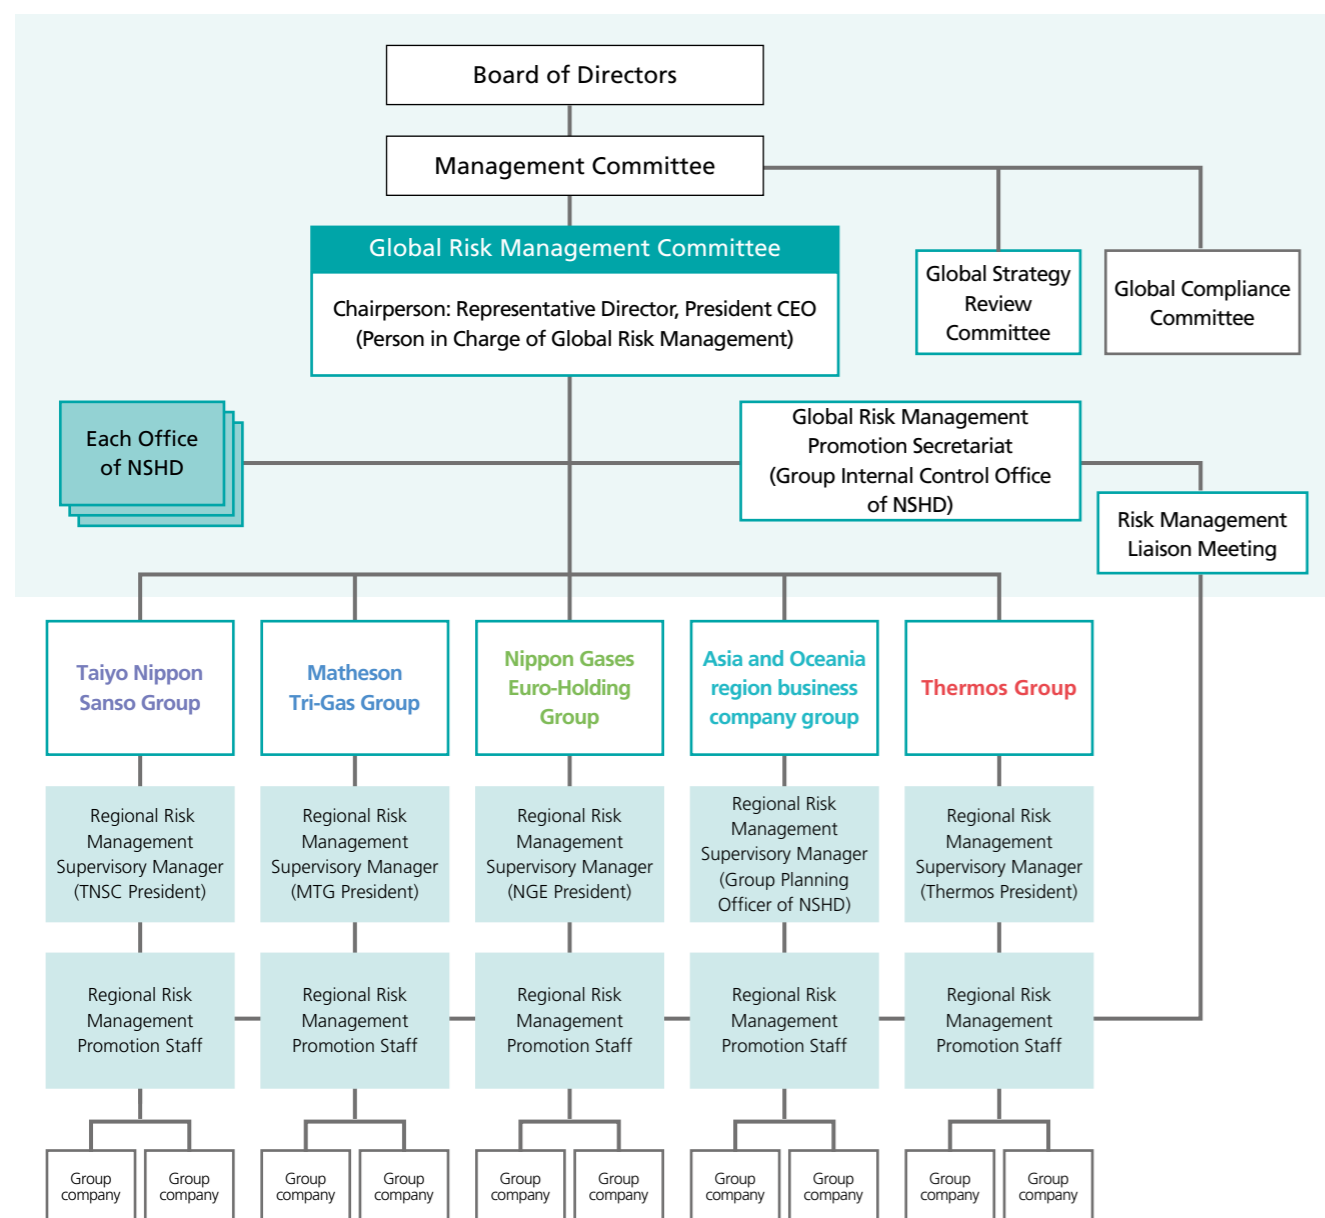 Board of Directors
Management Committee
Global Risk Management Committee
Chairperson: Representative Director, President CEO
(Person in Charge of Global Risk Management)
Global Strategy
Review
Committee
Global Compliance
Committee
Each Office
of NSHD
Global Risk Management
Promotion Secretariat
(Group Internal Control Office
of NSHD)
Risk Management
Liaison Meeting
Taiyo Nippon
Sanso Group
Matheson
Tri-Gas Group
Nippon Gases
Euro-Holding
Group
Asia and Oceania
region business
company group
Thermos Group
Regional Risk
Management
Supervisory Manager
(TNSC President)
Regional Risk
Management
Supervisory Manager
(MTG President)
Regional Risk
Management
Supervisory Manager
(NGE President)
Regional Risk
Management
Supervisory Manager
(Group Planning
Officer of NSHD)
Regional Risk
Management
Supervisory Manager
(Thermos President)
Regional Risk
Management
Promotion Staff
Regional Risk
Management
Promotion Staff
Regional Risk
Management
Promotion Staff
Regional Risk
Management
Promotion Staff
Regional Risk
Management
Promotion Staff
Group
company
Group
company
Group
company
Group
company
Group
company
Group
company
Group
company
Group
company
Group
company
Group
company